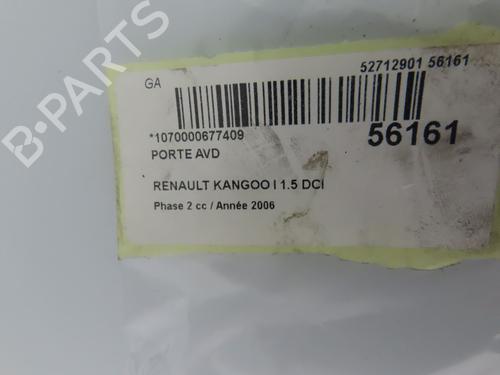 B-PARTS
GA
52712901 56161
*1070000677409
56161
PORTE AVD
RENAULT KANGOO I 1.5 DCI
Phase 2 cc / Année 2006